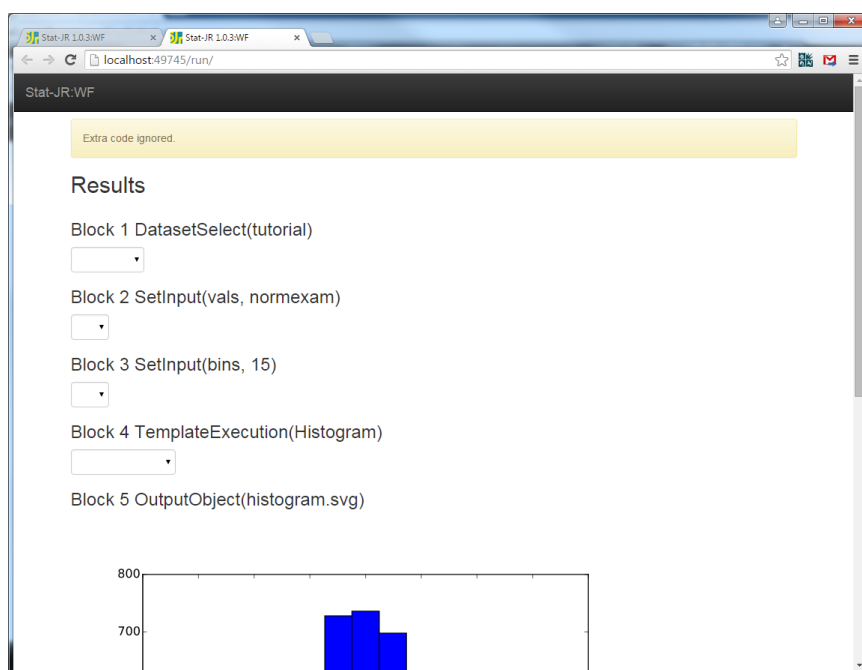 Stat-JR 1.0.3:WF
Stat-JR 1.0.3:WF
localhost:49745/run/
Stat-JR:WF
Extra code ignored.
Results
Block 1 DatasetSelect(tutorial)
Block 2 SetInput(vals, normexam)
Block 3 SetInput(bins, 15)
Block 4 TemplateExecution(Histogram)
Block 5 OutputObject(histogram.svg)
800
700